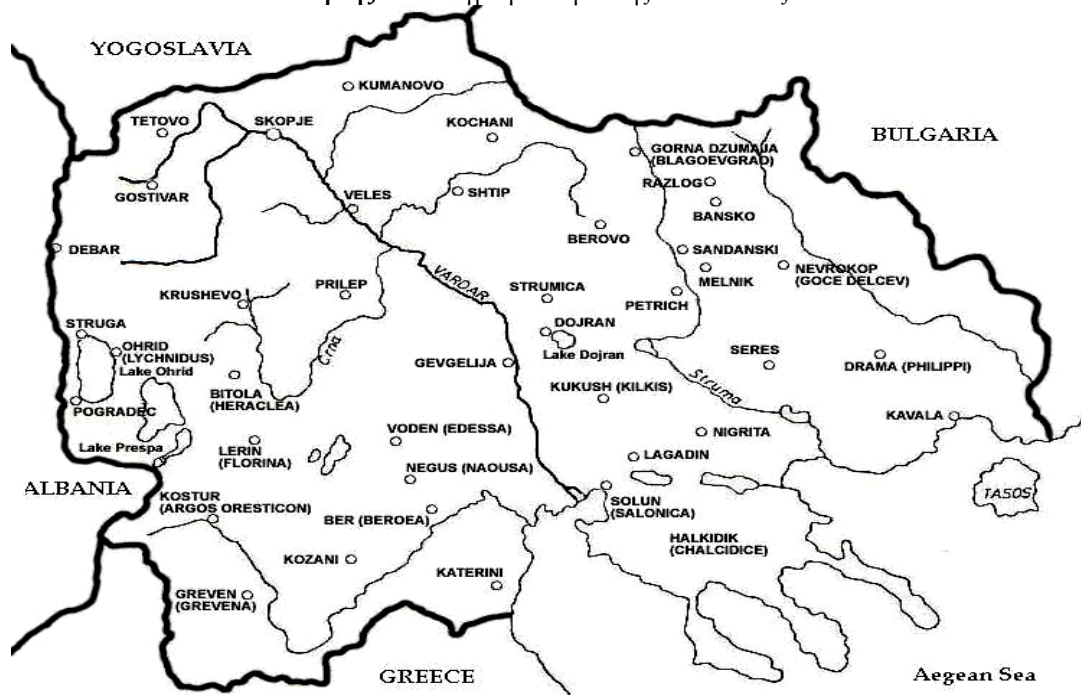 YOGOSLAVIA
KUMANOVO
TETOVO
SKOPJE
KOCHANI
BULGARIA
GORNA DZUMAJA
(BLAGOEVGRAD)
RAZLOG
GOSTIVAR
VELES
SHTIP
BANSKO
BEROVO
DEBAR
SANDANSKI
MELNIK
NEVROKOP
(GOCE DELCEV)
VARDAR
STRUMICA
PETRICH
KRUSHEVO
PRILEP
STRUGA
DOJRAN
OHRID
(LYCHNIDUS)
Lake Ohrid
Crna
Lake Dojran
SERES
GEVGELIJA
DRAMA (PHILIPPI)
BITOLA
(HERACLEA)
KUKUSH (KILKIS)
Struma
POGRADEC
KAVALA
VODEN (EDESSA)
NIGRITA
Lake Prespa
LERIN
(FLORINA)
LAGADIN
NEGUS (NAOUSA)
ALBANIA
KOSTUR
(ARGOS ORESTICON)
SOLUN
(SALONICA)
TASOS
BER (BEROEA)
HALKIDIK
(CHALCIDICE)
KOZANI
KATERINI
GREVEN
(GREVENA)
GREECE
Aegean Sea